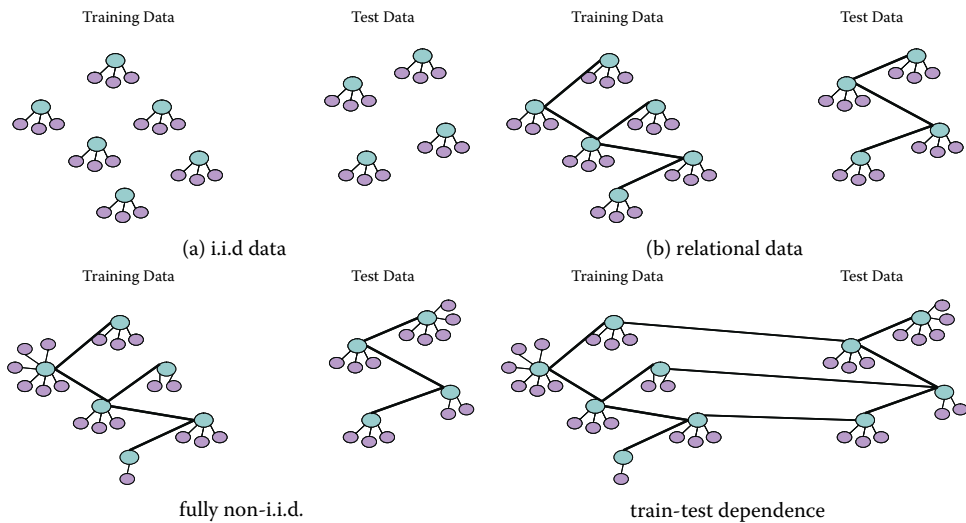 Training Data
Test Data
Training Data
Test Data
(a) i.i.d data
(b) relational data
Training Data
Test Data
Training Data
Test Data
fully non-i.i.d.
train-test dependence